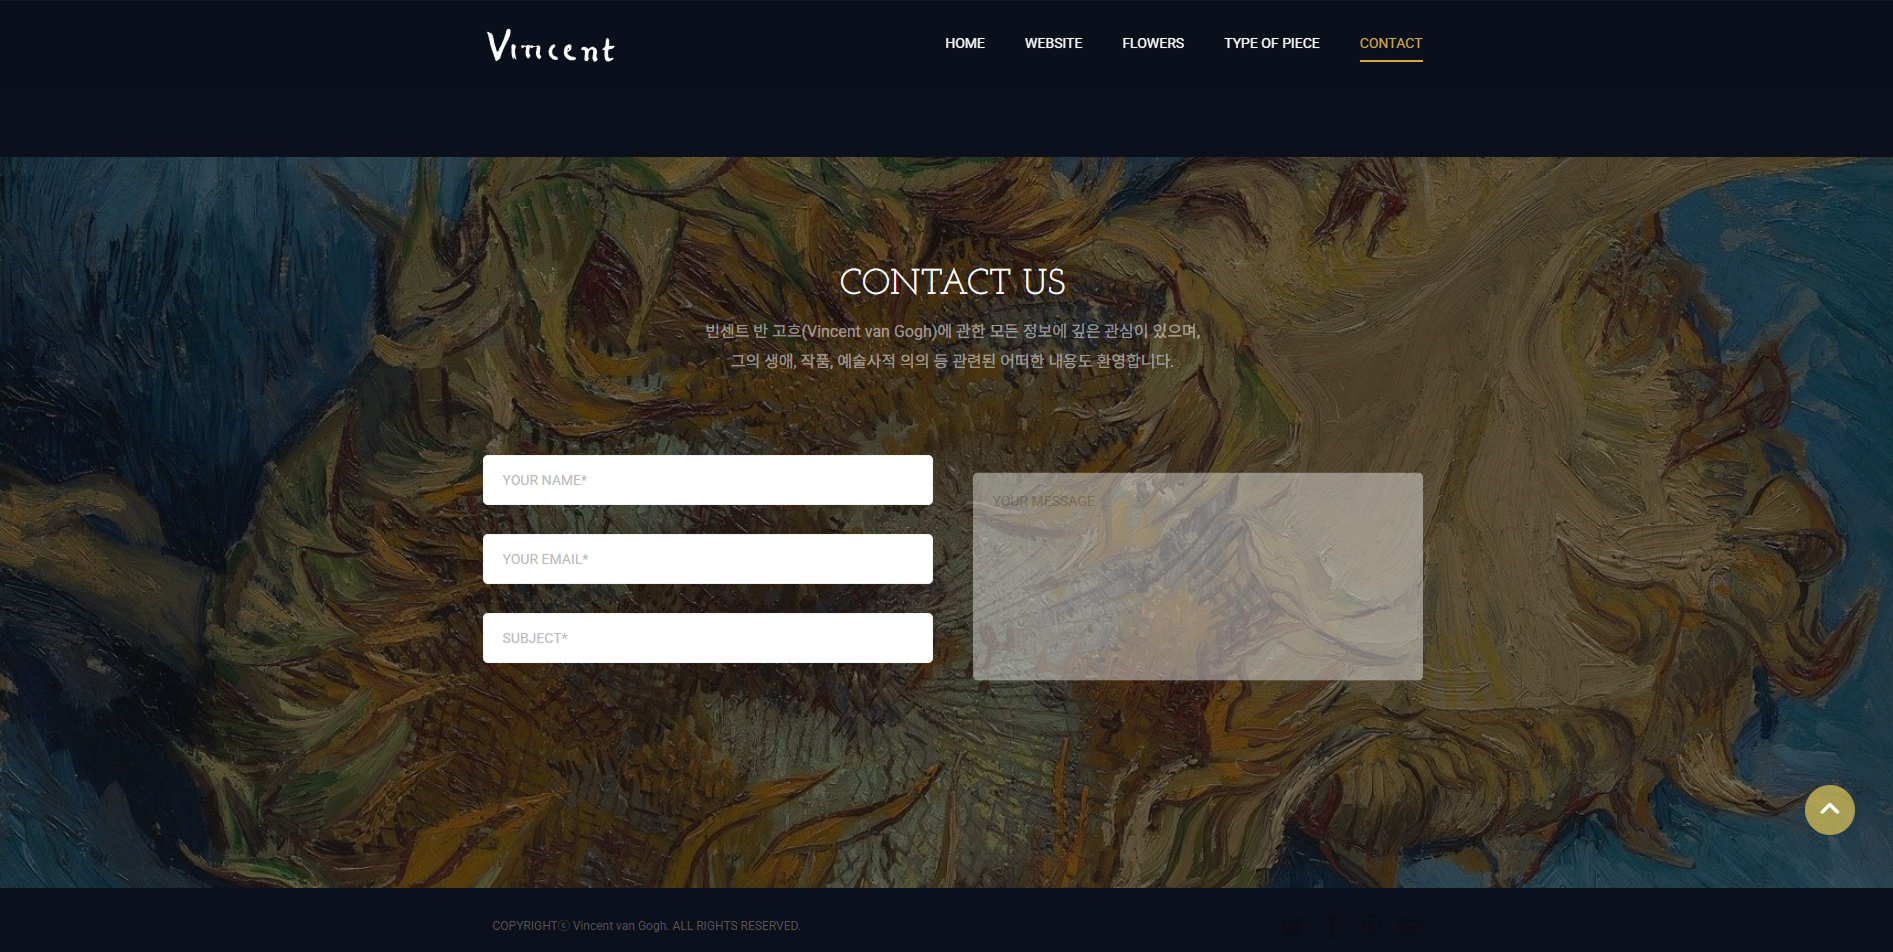 Vincent
HOME WEBSITE FLOWERS TYPE OF PIECE CONTACT
CONTACT US
빈센트 반 고흐(Vincent van Gogh)에 관한 모든 정보에 깊은 관심이 있으며,
그의 생애, 작품, 예술사적 의의 등 관련된 어떠한 내용도 환영합니다.
YOUR NAME*
YOUR EMAIL*
SUBJECT*
YOUR MESSAGE
COPYRIGHTⓒ Vincent van Gogh. ALL RIGHTS RESERVED.